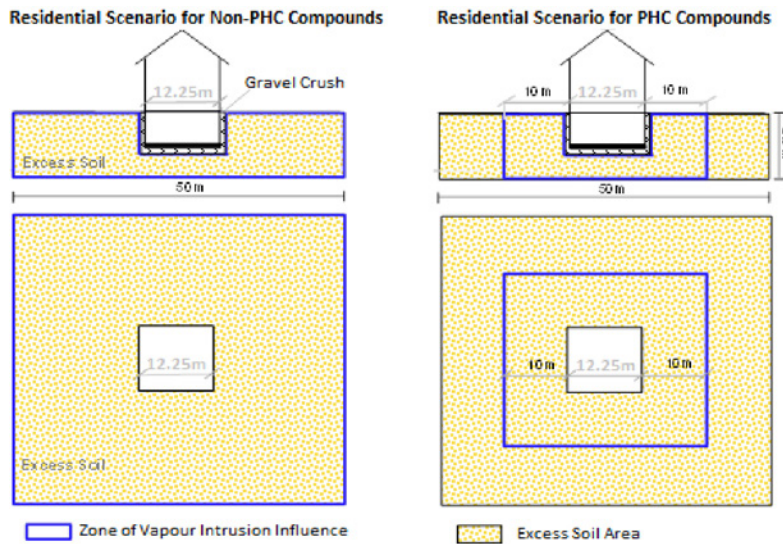 Residential Scenario for Non-PHC Compounds
12.25m
Gravel Crush
Excess Soil
50 m
12.25m
Excess Soil
Zone of Vapour Intrusion Influence
Residential Scenario for PHC Compounds
10 m 12.25m 10 m
50 m
12.25m
10 m 10 m
Excess Soil Area